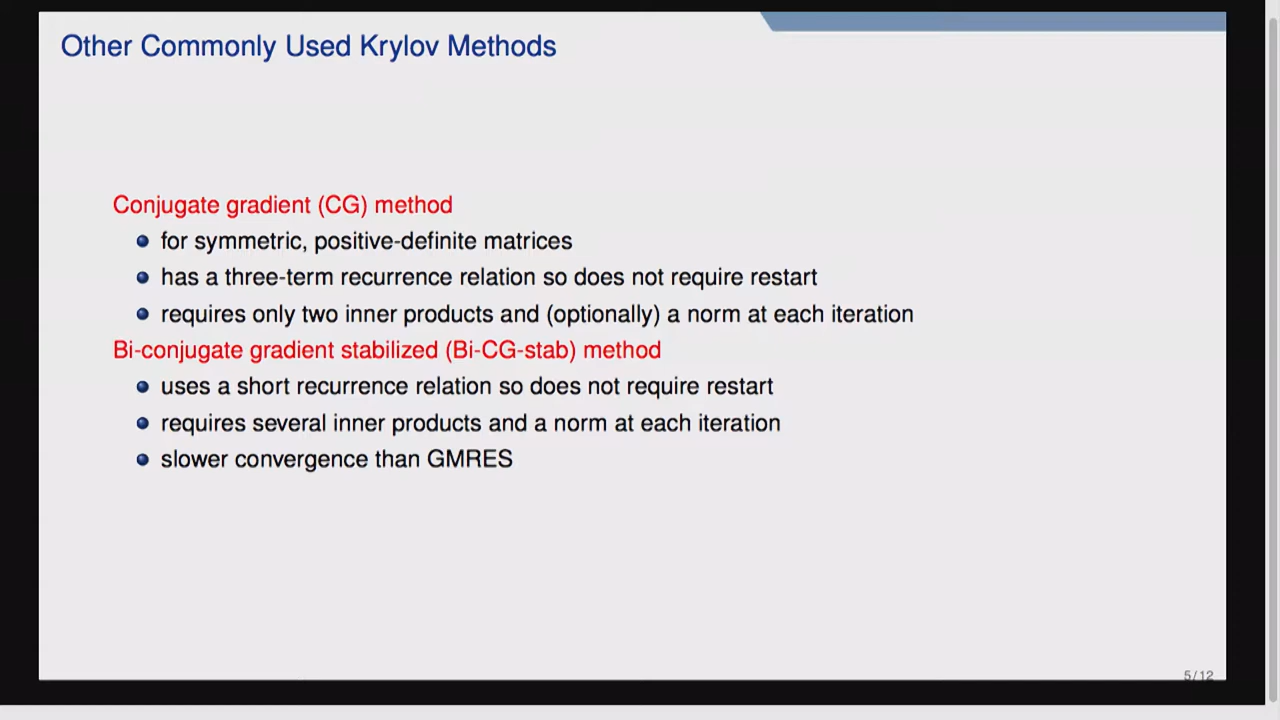 Other Commonly Used Krylov Methods
Conjugate gradient (CG) method
for symmetric, positive-definite matrices
has a three-term recurrence relation so does not require restart
requires only two inner products and (optionally) a norm at each iteration
Bi-conjugate gradient stabilized (Bi-CG-stab) method
uses a short recurrence relation so does not require restart
requires several inner products and a norm at each iteration
slower convergence than GMRES
5/12